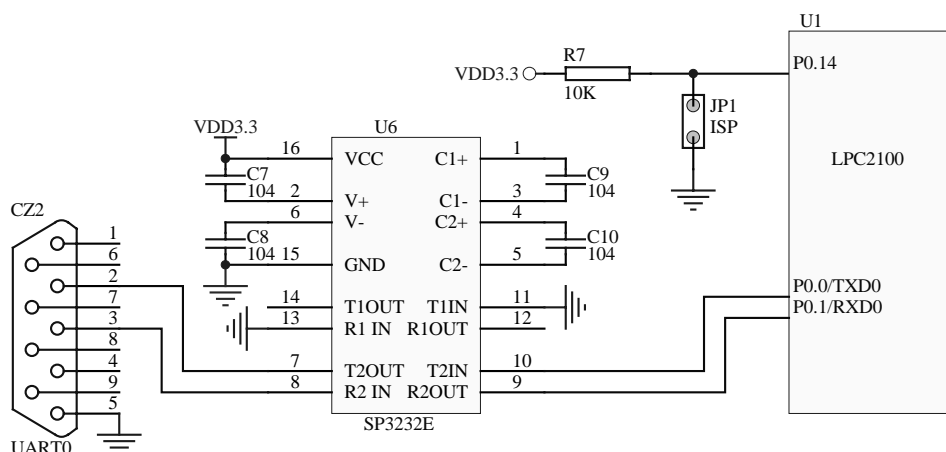 U1
R7
VDD3.3
P0.14
10K
JP1
ISP
U6
VDD3.3
LPC2100
16 VCC C1+ 1
C7
104
C9
104
2 V+ C1- 3
6 V- C2+ 4
CZ2
C8
104
C10
104
15 GND C2- 5
1
6
2
7
3
8
4
9
5
P0.0/TXD0
P0.1/RXD0
14 T1OUT T1IN 11
13 R1 IN R1OUT 12
7 T2OUT T2IN 10
8 R2 IN R2OUT 9
SP3232E
UART0